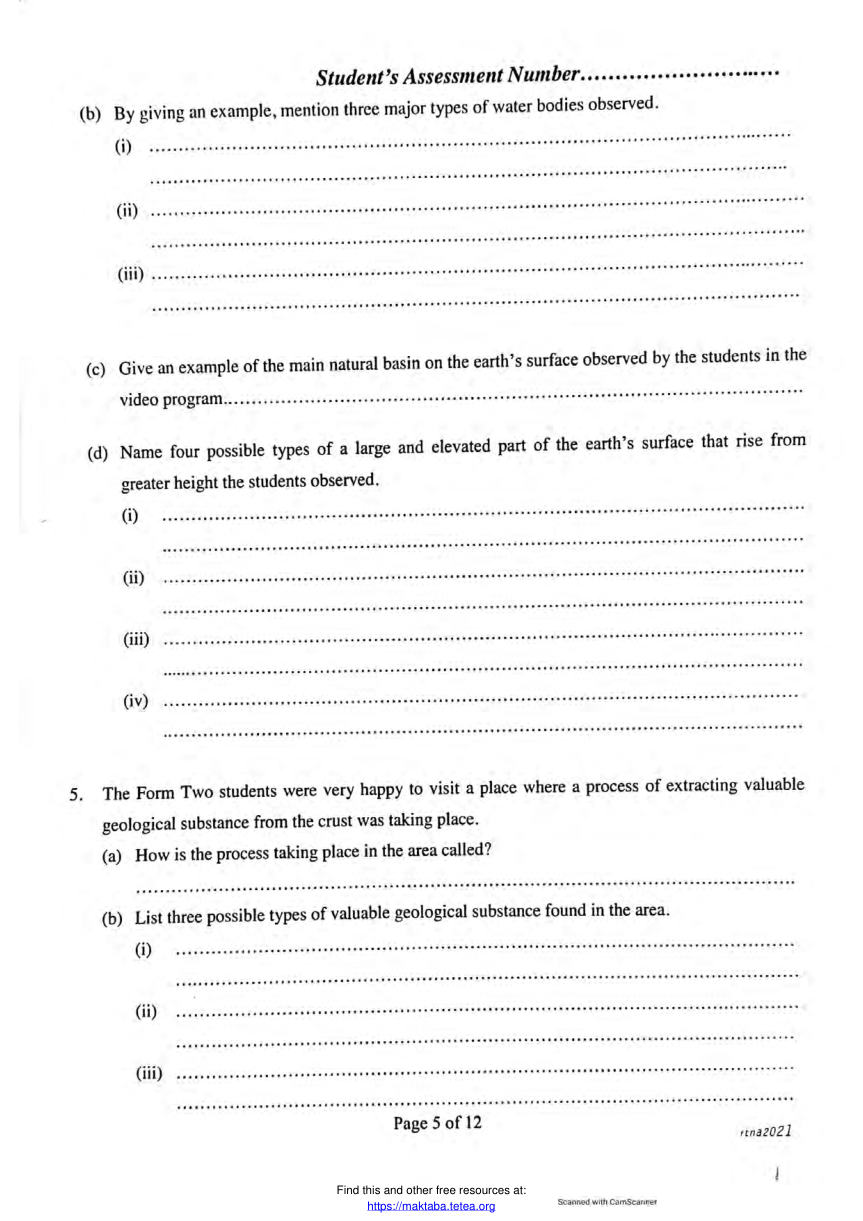 Student's Assessment Number..............................
(b) By giving an example, mention three major types of water bodies observed.
(i) ....................................................................................................
....................................................................................................
(ii) ....................................................................................................
....................................................................................................
(iii) ....................................................................................................
....................................................................................................
(c) Give an example of the main natural basin on the earth's surface observed by the students in the
video program....................................................................................................
(d) Name four possible types of a large and elevated part of the earth's surface that rise from
greater height the students observed.
(i) ....................................................................................................
....................................................................................................
(ii) ....................................................................................................
....................................................................................................
(iii) ....................................................................................................
....................................................................................................
(iv) ....................................................................................................
....................................................................................................
5. The Form Two students were very happy to visit a place where a process of extracting valuable
geological substance from the crust was taking place.
(a) How is the process taking place in the area called?
....................................................................................................
(b) List three possible types of valuable geological substance found in the area.
(i) ....................................................................................................
....................................................................................................
(ii) ....................................................................................................
....................................................................................................
(iii) ....................................................................................................
....................................................................................................
Page 5 of 12
rtna2021
Find this and other free resources at:
https://maktaba.tetea.org
Scanned with CamScanner